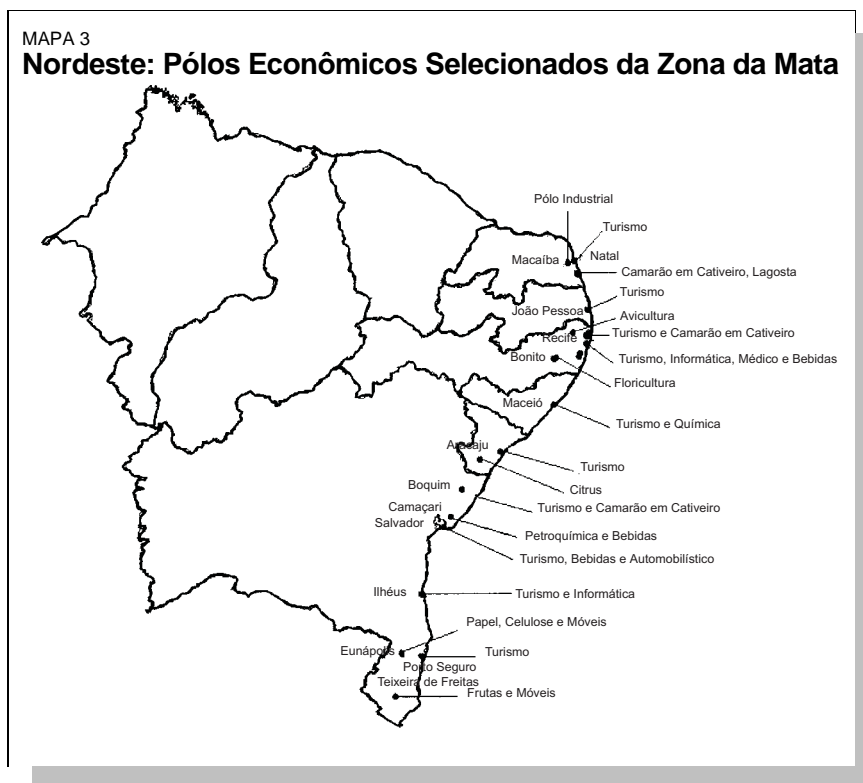 MAPA 3
Nordeste: Pólos Econômicos Selecionados da Zona da Mata
Pólo Industrial
Turismo
Macaíba
Natal
Camarão em Cativeiro, Lagosta
Turismo
João Pessoa
Avicultura
Turismo e Camarão em Cativeiro
Recife
Bonito
Turismo, Informática, Médico e Bebidas
Floricultura
Maceió
Turismo e Química
Aracaju
Turismo
Boquim
Citrus
Camaçari
Turismo e Camarão em Cativeiro
Salvador
Petroquímica e Bebidas
Turismo, Bebidas e Automobilístico
Ilhéus
Turismo e Informática
Papel, Celulose e Móveis
Eunápolis
Turismo
Porto Seguro
Teixeira de Freitas
Frutas e Móveis